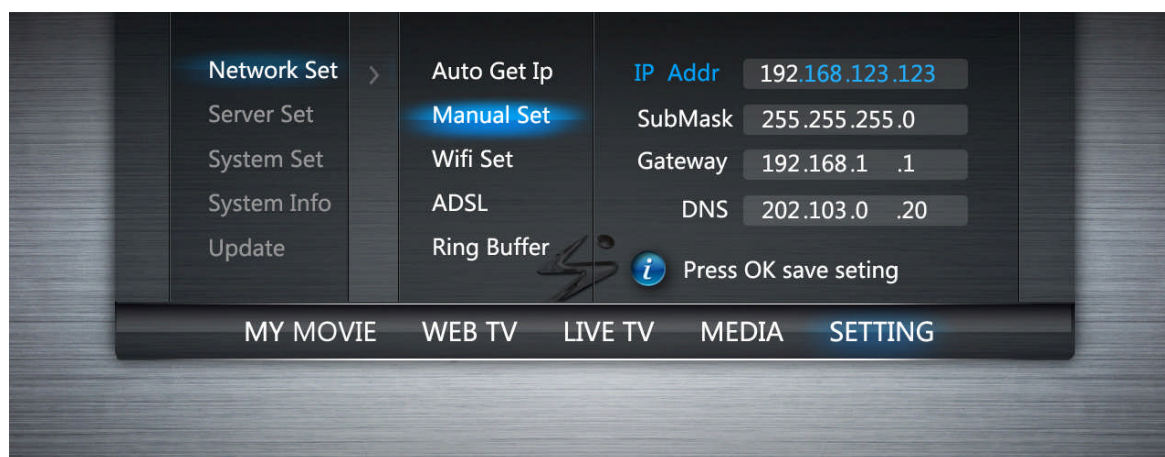 Network Set >
Server Set
System Set
System Info
Update
Auto Get Ip
Manual Set
Wifi Set
ADSL
Ring Buffer
IP Addr 192.168.123.123
SubMask 255.255.255.0
Gateway 192.168.1 .1
DNS 202.103.0 .20
i Press OK save seting
MY MOVIE WEB TV LIVE TV MEDIA SETTING